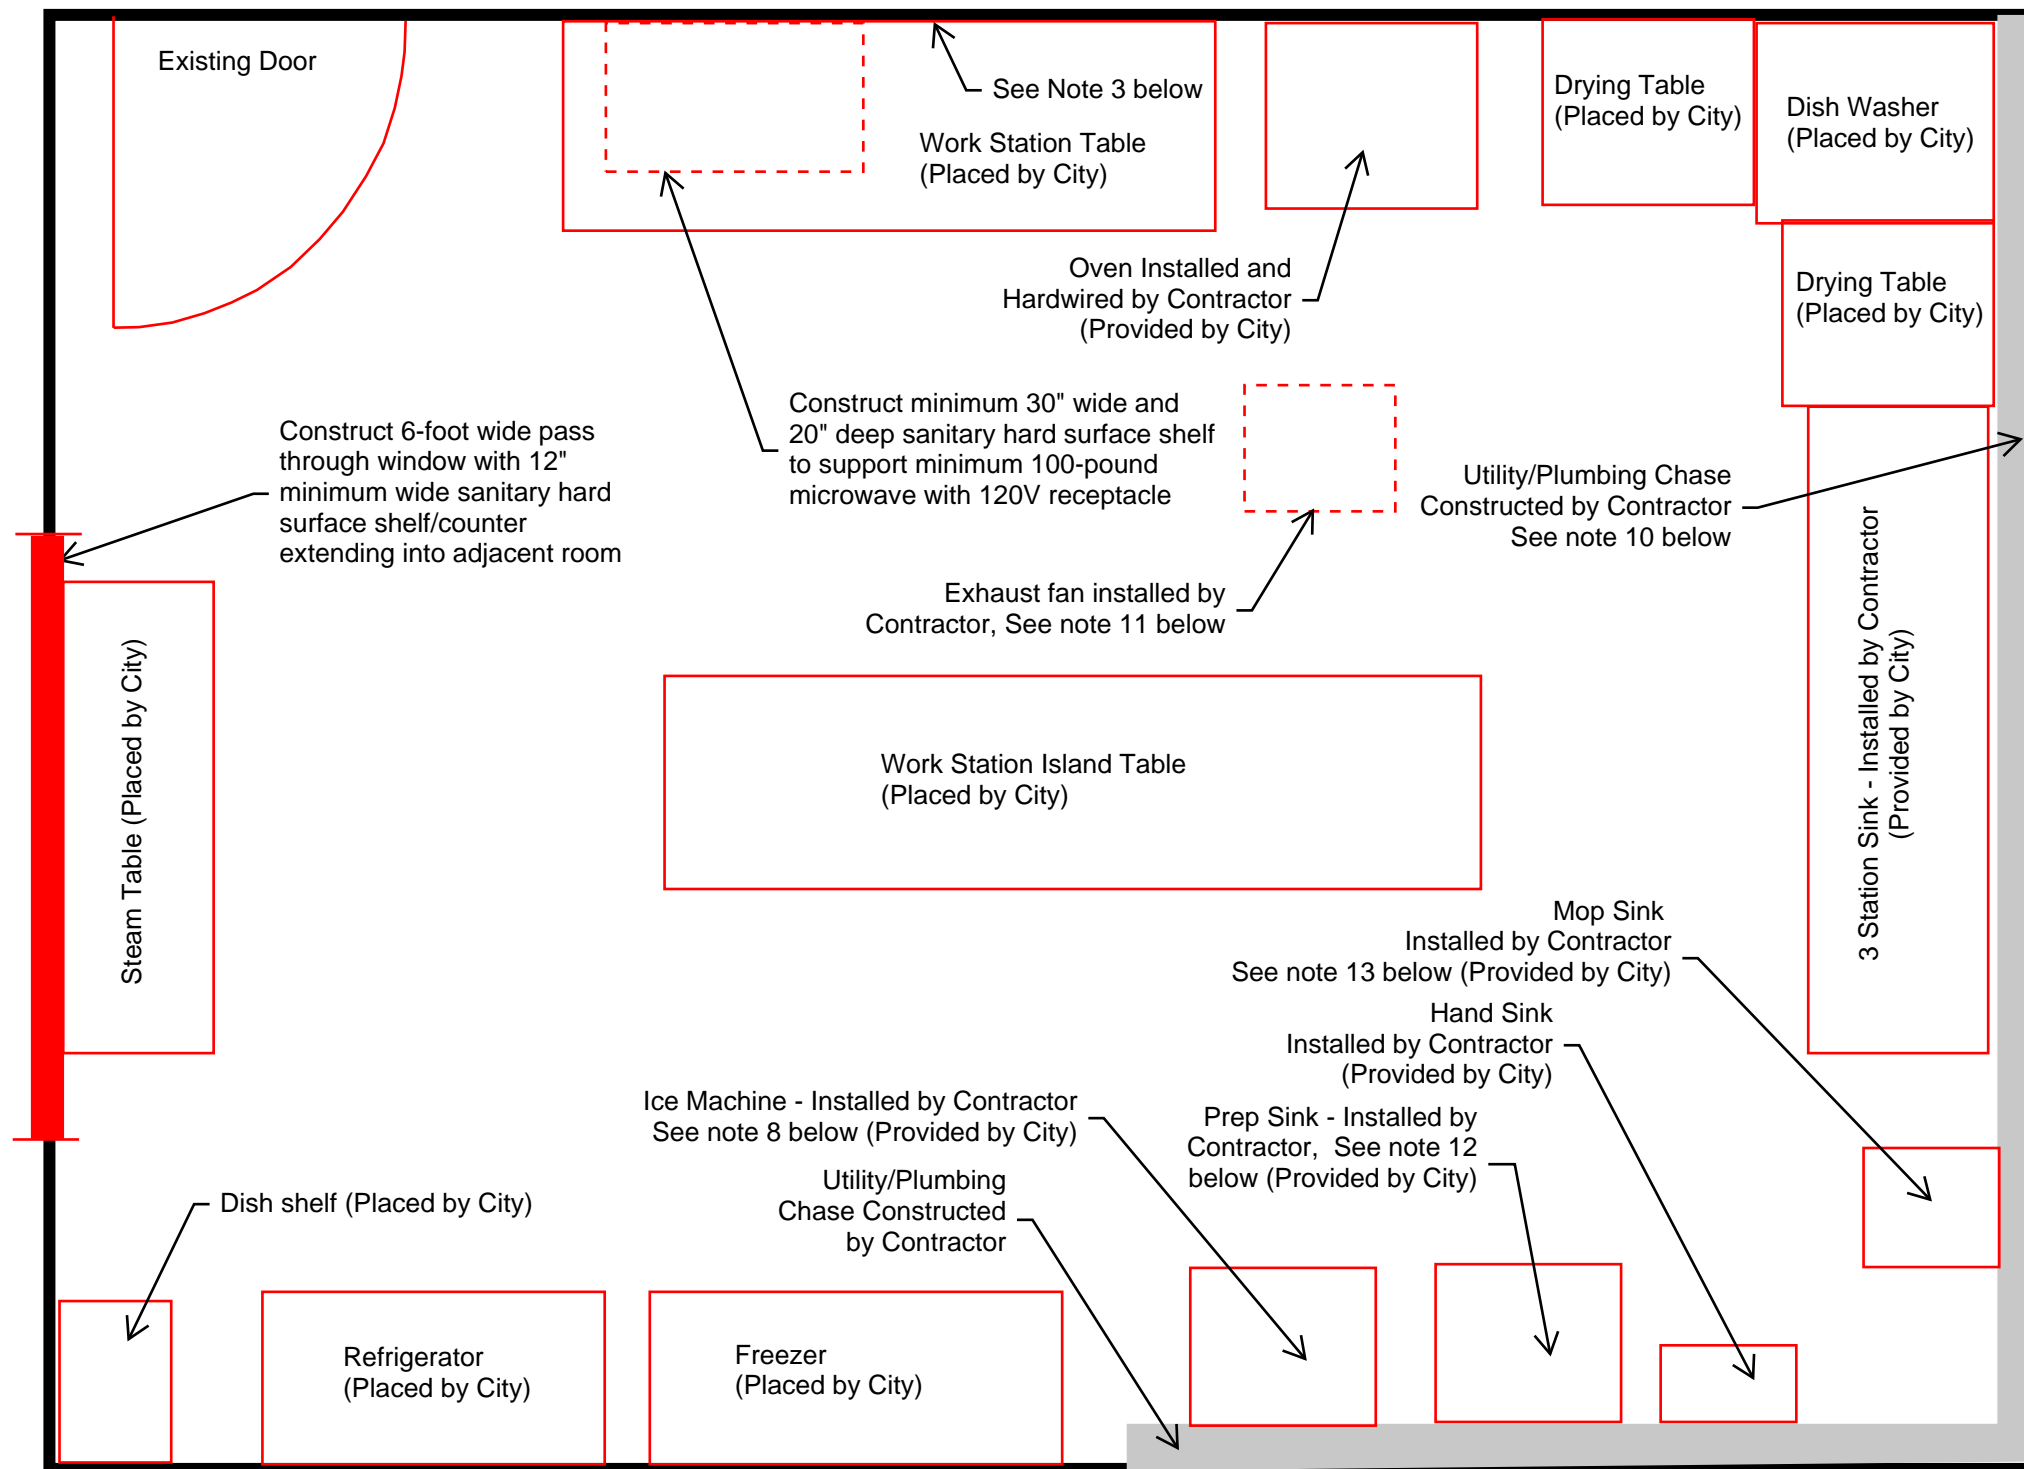 Existing Door
See Note 3 below
Work Station Table
(Placed by City)
Drying Table
(Placed by City)
Dish Washer
(Placed by City)
Oven Installed and
Hardwired by Contractor
(Provided by City)
Drying Table
(Placed by City)
Construct 6-foot wide pass
through window with 12"
minimum wide sanitary hard
surface shelf/counter
extending into adjacent room
Construct minimum 30" wide and
20" deep sanitary hard surface shelf
to support minimum 100-pound
microwave with 120V receptacle
Utility/Plumbing Chase
Constructed by Contractor
See note 10 below
Exhaust fan installed by
Contractor, See note 11 below
Steam Table (Placed by City)
Work Station Island Table
(Placed by City)
3 Station Sink - Installed by Contractor
(Provided by City)
Mop Sink
Installed by Contractor
See note 13 below (Provided by City)
Hand Sink
Installed by Contractor
(Provided by City)
Ice Machine - Installed by Contractor
See note 8 below (Provided by City)
Prep Sink - Installed by
Contractor,  See note 12
below (Provided by City)
Utility/Plumbing
Chase Constructed
by Contractor
Dish shelf (Placed by City)
Refrigerator
(Placed by City)
Freezer
(Placed by City)